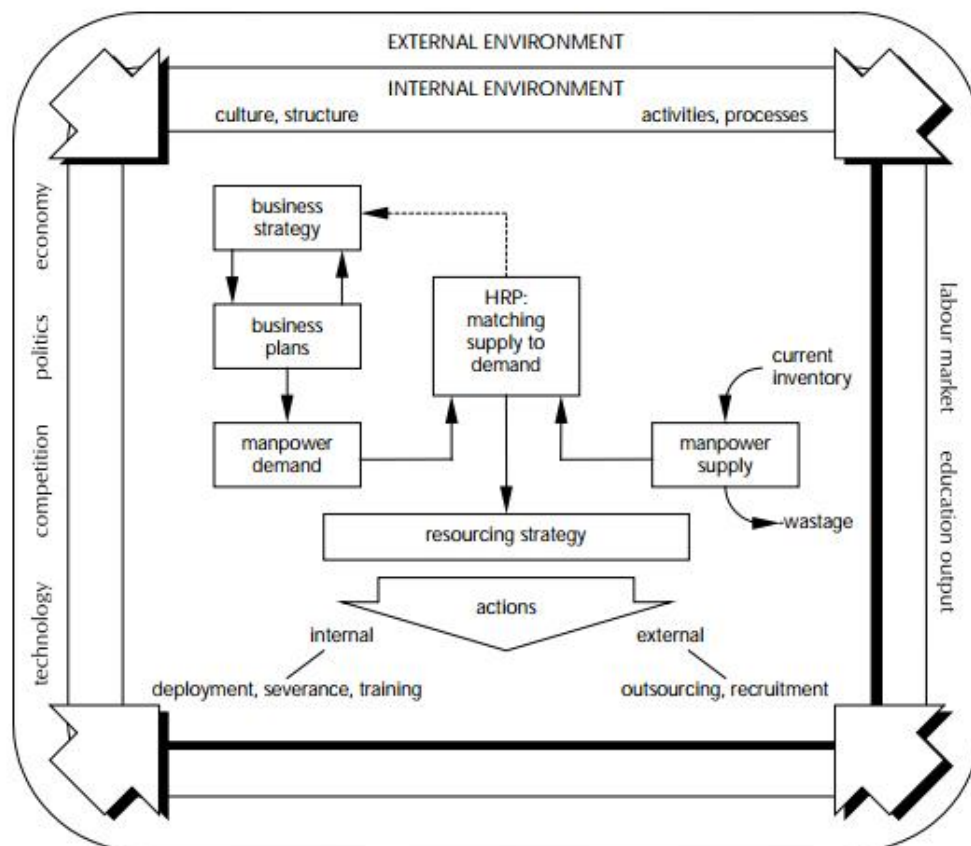 EXTERNAL ENVIRONMENT
INTERNAL ENVIRONMENT
culture, structure
activities, processes
economy
politics
competition
technology
business
strategy
business
plans
manpower
demand
HRP:
matching
supply to
demand
current
inventory
manpower
supply
wastage
resourcing strategy
actions
internal
external
deployment, severance, training
outsourcing, recruitment
labour market
education output